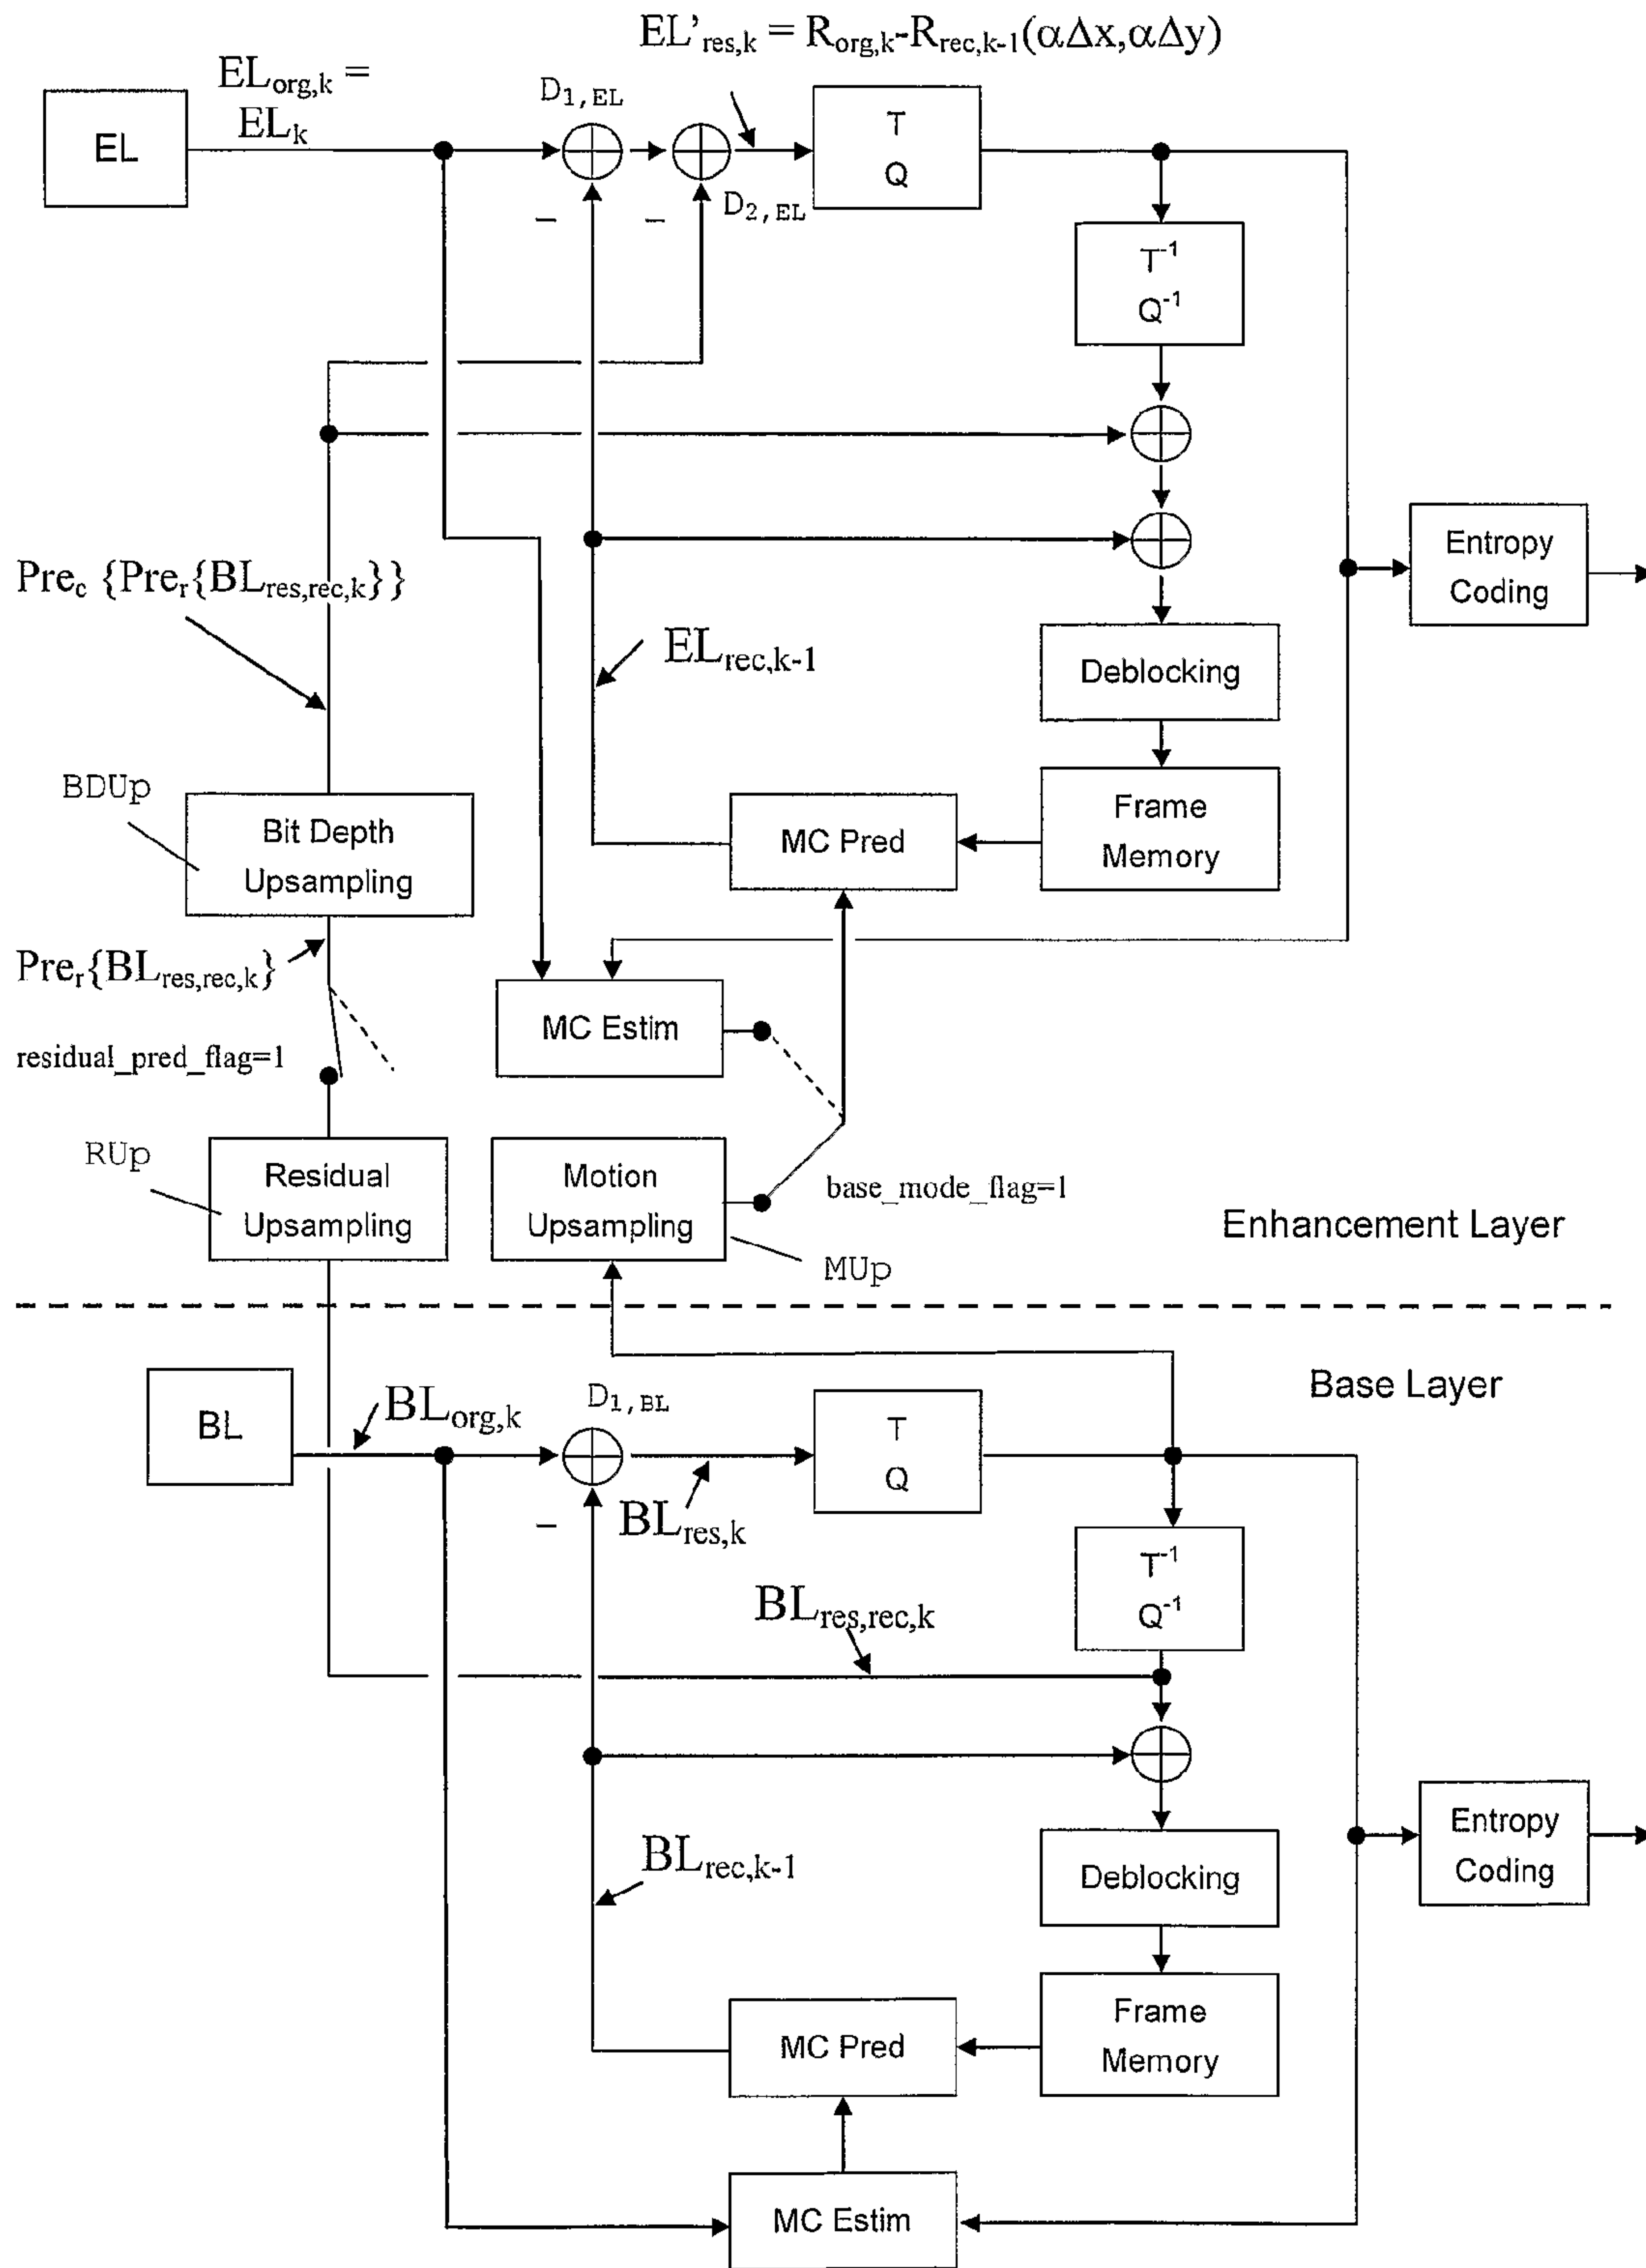 EL'res,k = Rorg,k-Rrec,k-1(αΔx,αΔy)
ELorg,k =
ELk
EL
D1,EL
T
Q
–
–
D2,EL
T-1
Q-1
Entropy
Coding
Prec {Prer{BLres,rec,k}}
ELrec,k-1
Deblocking
BDUp
Bit Depth
Upsampling
MC Pred
Frame
Memory
Prer{BLres,rec,k}
MC Estim
residual_pred_flag=1
RUp
Residual
Upsampling
Motion
Upsampling
base_mode_flag=1
MUp
Enhancement Layer
Base Layer
BL
BLorg,k
D1,BL
T
Q
–
BLres,k
T-1
Q-1
BLres,rec,k
Entropy
Coding
BLrec,k-1
Deblocking
MC Pred
Frame
Memory
MC Estim